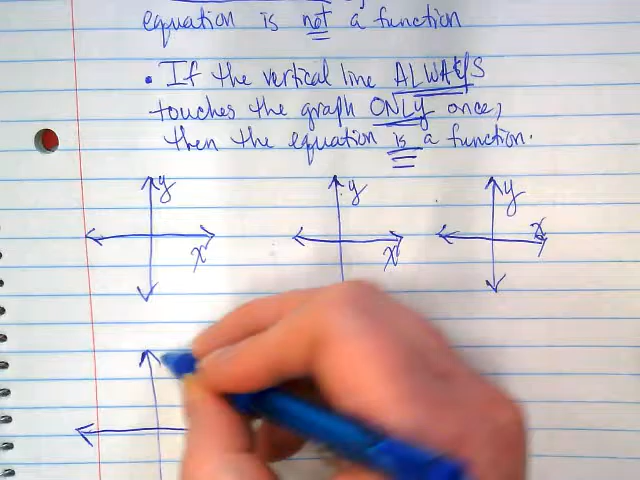 equation is not a function
• If the vertical line ALWAYS
touches the graph ONLY once,
then the equation is a function.
y y y
x x x